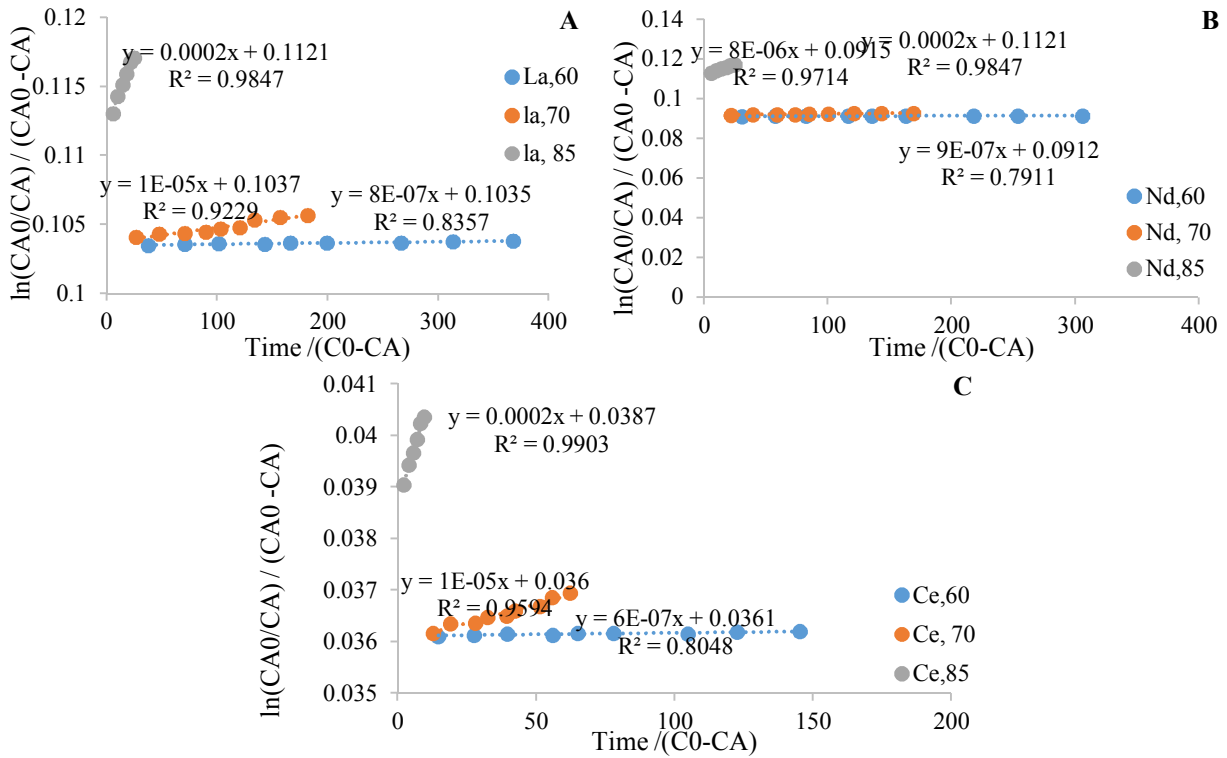 A
ln(CA0/CA) / (CA0 -CA)
0.12
0.115
0.11
0.105
0.1
y = 0.0002x + 0.1121
R² = 0.9847
La,60
la,70
la, 85
y = 1E-05x + 0.1037
R² = 0.9229
y = 8E-07x + 0.1035
R² = 0.8357
0
100
200
300
400
Time /(C0-CA)
B
ln(CA0/CA) / (CA0 -CA)
0.14
0.12
0.1
0.08
0.06
0.04
0.02
0
y = 8E-06x + 0.0915
R² = 0.9714
y = 0.0002x + 0.1121
R² = 0.9847
y = 9E-07x + 0.0912
R² = 0.7911
Nd,60
Nd, 70
Nd,85
0
100
200
300
400
Time /(C0-CA)
C
ln(CA0/CA) / (CA0 -CA)
0.041
0.04
0.039
0.038
0.037
0.036
0.035
y = 0.0002x + 0.0387
R² = 0.9903
y = 1E-05x + 0.036
R² = 0.9594
y = 6E-07x + 0.0361
R² = 0.8048
Ce,60
Ce, 70
Ce,85
0
50
100
150
200
Time /(C0-CA)